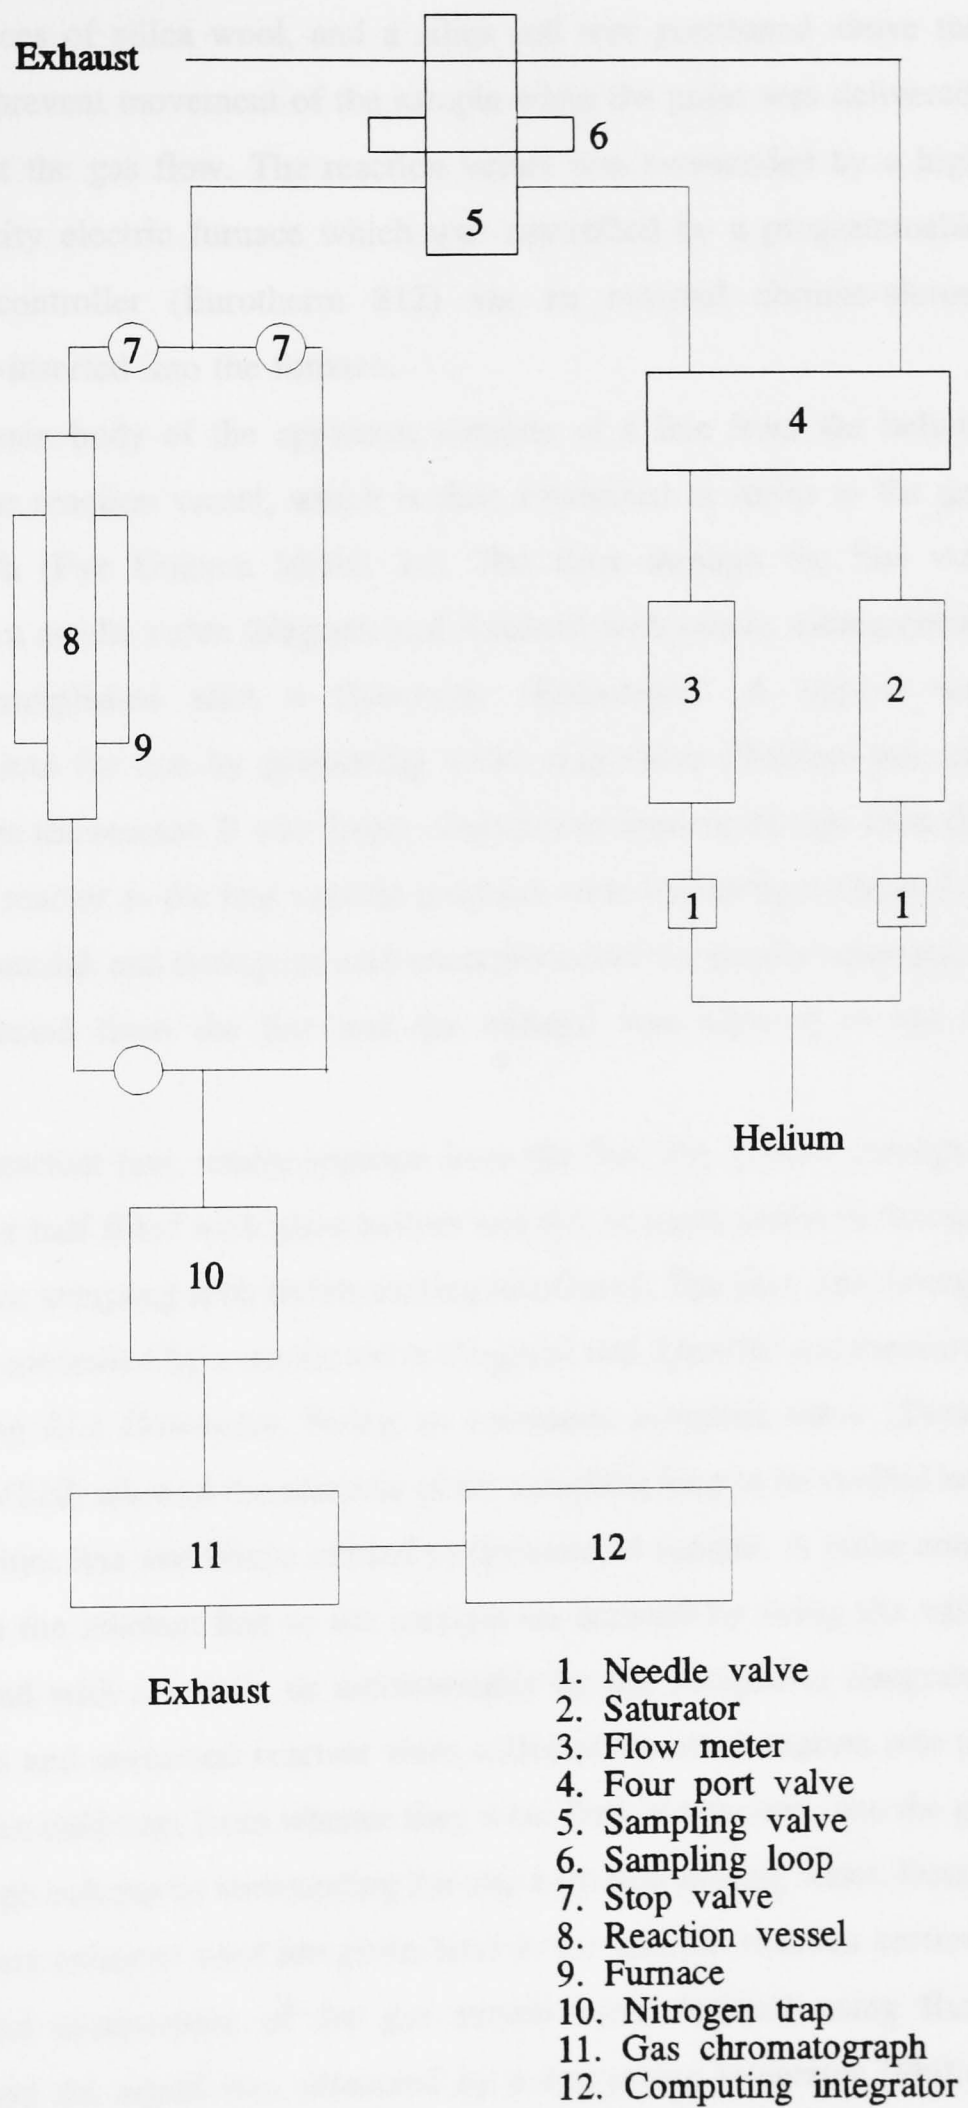 Exhaust
6
5
7 7
4
8
3 2
9
1 1
Helium
10
11 12
Exhaust
1. Needle valve
2. Saturator
3. Flow meter
4. Four port valve
5. Sampling valve
6. Sampling loop
7. Stop valve
8. Reaction vessel
9. Furnace
10. Nitrogen trap
11. Gas chromatograph
12. Computing integrator